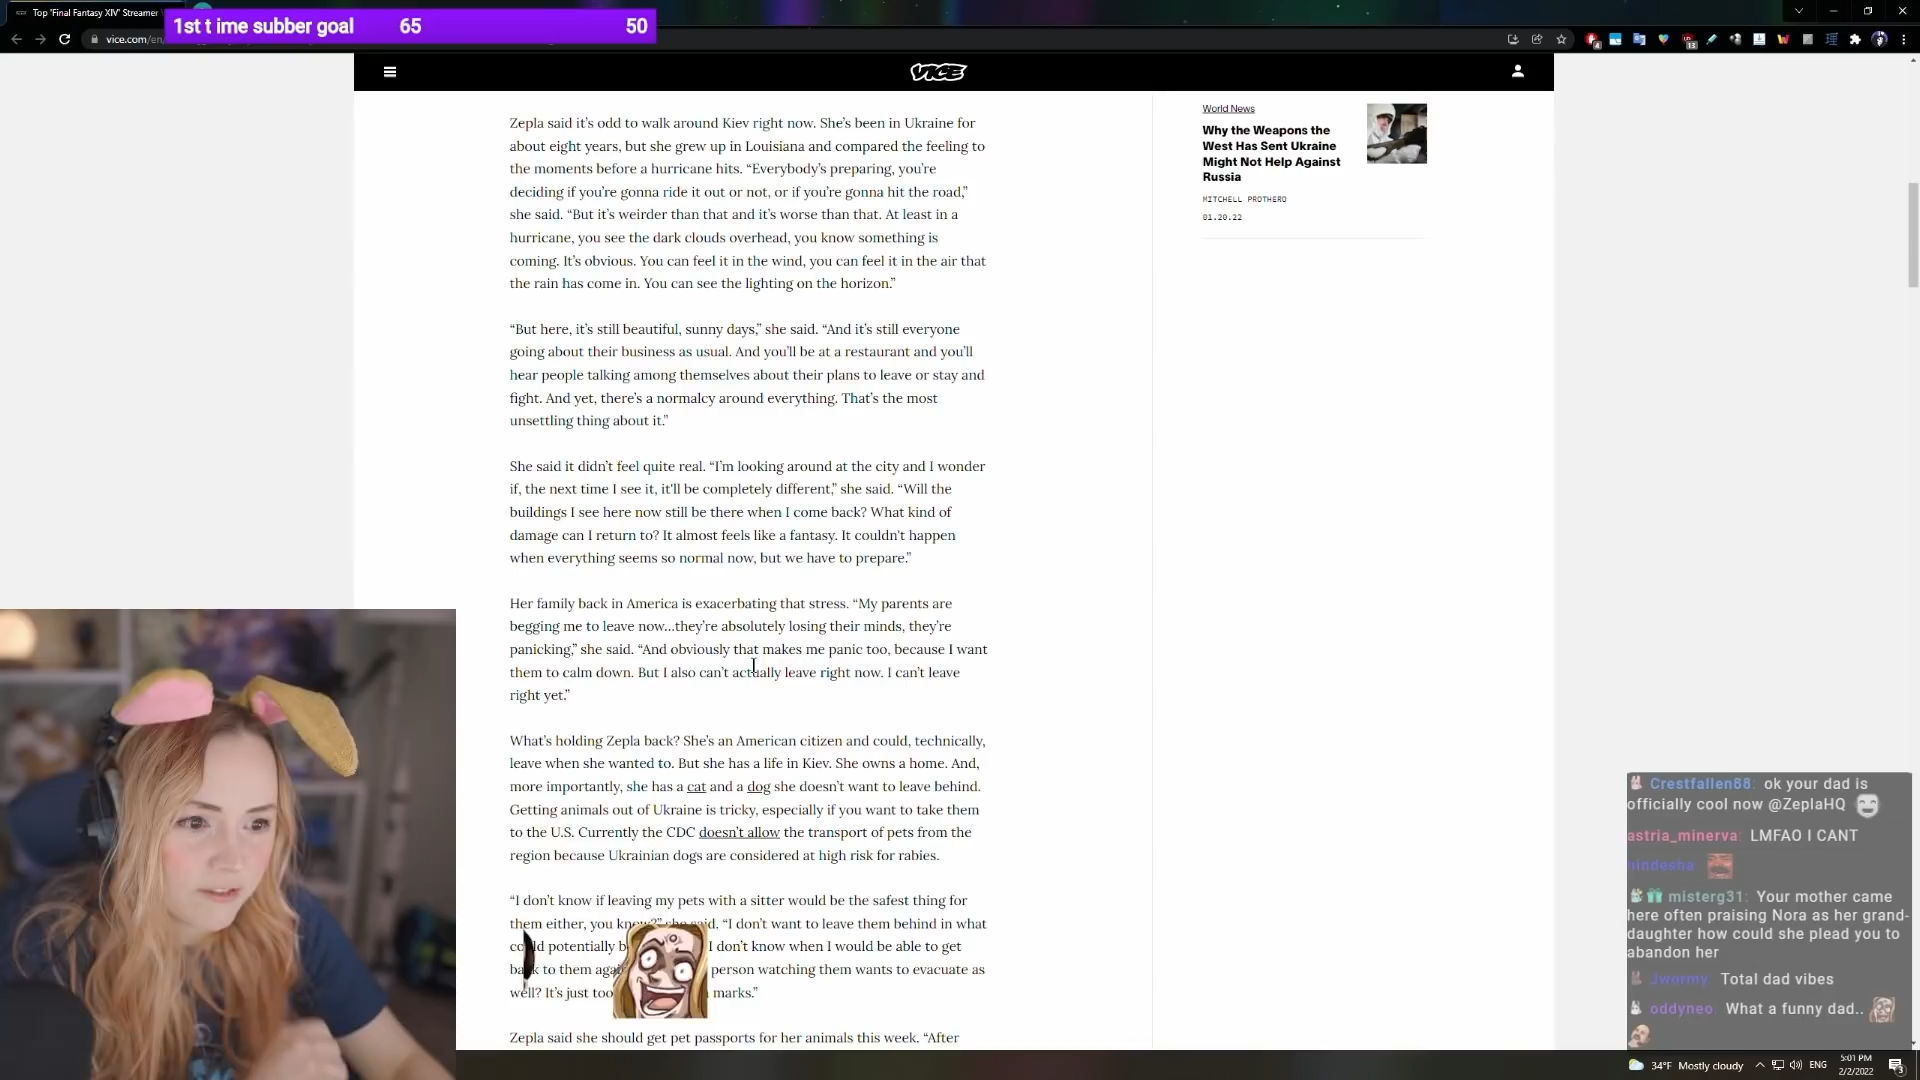 Top 'Final Fantasy XIV' Streamer
1st t ime subber goal 65 50
vice.com/en
VICE
Zepla said it’s odd to walk around Kiev right now. She’s been in Ukraine for
about eight years, but she grew up in Louisiana and compared the feeling to
the moments before a hurricane hits. “Everybody’s preparing, you’re
deciding if you’re gonna ride it out or not, or if you’re gonna hit the road,”
she said. “But it’s weirder than that and it’s worse than that. At least in a
hurricane, you see the dark clouds overhead, you know something is
coming. It’s obvious. You can feel it in the wind, you can feel it in the air that
the rain has come in. You can see the lighting on the horizon.”
“But here, it’s still beautiful, sunny days,” she said. “And it’s still everyone
going about their business as usual. And you’ll be at a restaurant and you’ll
hear people talking among themselves about their plans to leave or stay and
fight. And yet, there’s a normalcy around everything. That’s the most
unsettling thing about it.”
She said it didn’t feel quite real. “I’m looking around at the city and I wonder
if, the next time I see it, it'll be completely different,” she said. “Will the
buildings I see here now still be there when I come back? What kind of
damage can I return to? It almost feels like a fantasy. It couldn't happen
when everything seems so normal now, but we have to prepare.”
Her family back in America is exacerbating that stress. “My parents are
begging me to leave now…they’re absolutely losing their minds, they’re
panicking,” she said. “And obviously that makes me panic too, because I want
them to calm down. But I also can’t actually leave right now. I can’t leave
right yet.”
What’s holding Zepla back? She’s an American citizen and could, technically,
leave when she wanted to. But she has a life in Kiev. She owns a home. And,
more importantly, she has a cat and a dog she doesn’t want to leave behind.
Getting animals out of Ukraine is tricky, especially if you want to take them
to the U.S. Currently the CDC doesn’t allow the transport of pets from the
region because Ukrainian dogs are considered at high risk for rabies.
“I don’t know if leaving my pets with a sitter would be the safest thing for
them either, you know?” she said. “I don’t want to leave them behind in what
could potentially b I don’t know when I would be able to get
back to them aga person watching them wants to evacuate as
well? It’s just too marks.”
Zepla said she should get pet passports for her animals this week. “After
World News
Why the Weapons the
West Has Sent Ukraine
Might Not Help Against
Russia
MITCHELL PROTHERO
01.20.22
Crestfallen88: ok your dad is
officially cool now @ZeplaHQ
astria_minerva: LMFAO I CANT
misterg31: Your mother came
here often praising Nora as her grand-
daughter how could she plead you to
abandon her
Jwormy: Total dad vibes
oddyneo: What a funny dad..
34°F Mostly cloudy ENG 5:01 PM
2/2/2022